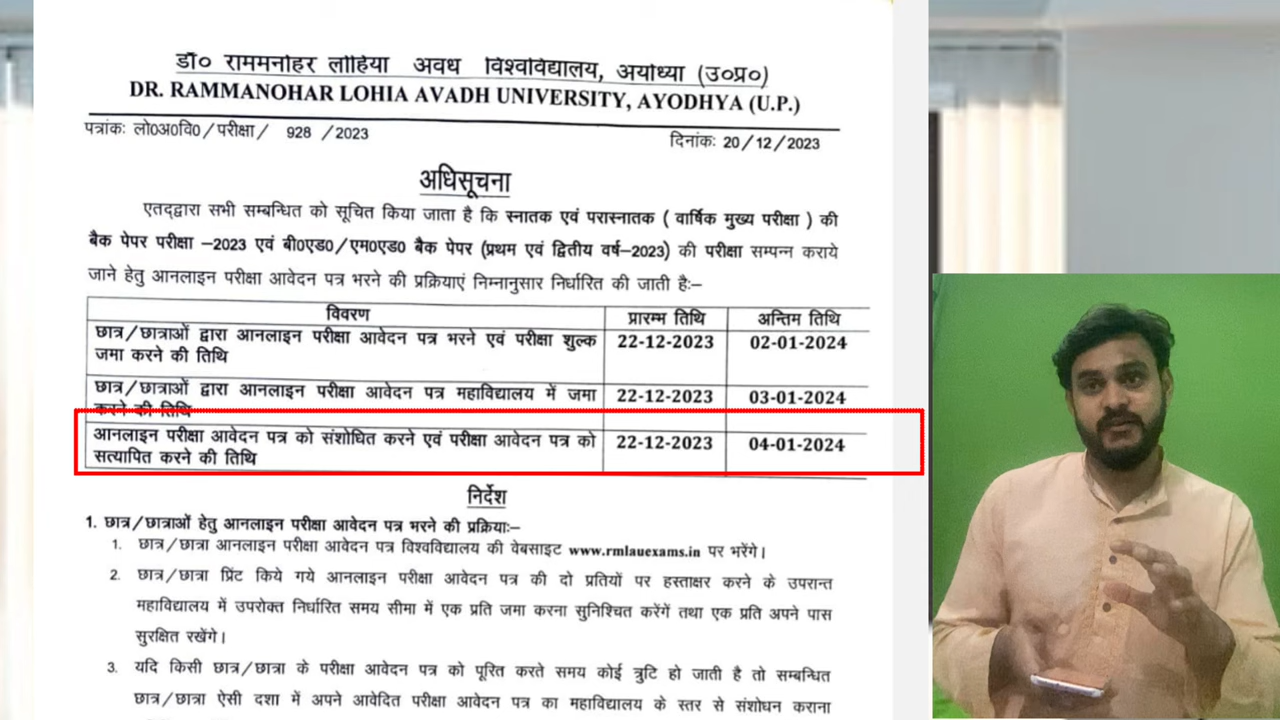 डॉ० राममनोहर लोहिया अवध विश्वविद्यालय, अयोध्या (उ०प्र०)
DR. RAMMANOHAR LOHIA AVADH UNIVERSITY, AYODHYA (U.P.)
पत्रांकः लो0अ0वि0/परीक्षा/ 928 /2023
दिनांकः 20/12/2023
अधिसूचना
एतद्द्वारा सभी सम्बन्धित को सूचित किया जाता है कि स्नातक एवं परास्नातक ( वार्षिक मुख्य परीक्षा ) की
बैक पेपर परीक्षा –2023 एवं बी0एड0/एम0एड0 बैक पेपर (प्रथम एवं द्वितीय वर्ष–2023) की परीक्षा सम्पन्न कराये
जाने हेतु आनलाइन परीक्षा आवेदन पत्र भरने की प्रक्रियाएं निम्नानुसार निर्धारित की जाती हैः–
विवरण प्रारम्भ तिथि अन्तिम तिथि
छात्र/छात्राओं द्वारा आनलाइन परीक्षा आवेदन पत्र भरने एवं परीक्षा शुल्क 22-12-2023 02-01-2024
जमा करने की तिथि
छात्र/छात्राओं द्वारा आनलाइन परीक्षा आवेदन पत्र महाविद्यालय में जमा 22-12-2023 03-01-2024
करने की तिथि
आनलाइन परीक्षा आवेदन पत्र को संशोधित करने एवं परीक्षा आवेदन पत्र को 22-12-2023 04-01-2024
सत्यापित करने की तिथि
निर्देश
1. छात्र/छात्राओं हेतु आनलाइन परीक्षा आवेदन पत्र भरने की प्रक्रियाः–
1. छात्र/छात्रा आनलाइन परीक्षा आवेदन पत्र विश्वविद्यालय की वेबसाइट www.rmlauexams.in पर भरेंगे।
2. छात्र/छात्रा प्रिंट किये गये आनलाइन परीक्षा आवेदन पत्र की दो प्रतियों पर हस्ताक्षर करने के उपरान्त
महाविद्यालय में उपरोक्त निर्धारित समय सीमा में एक प्रति जमा करना सुनिश्चित करेंगें तथा एक प्रति अपने पास
सुरक्षित रखेंगे।
3. यदि किसी छात्र/छात्रा के परीक्षा आवेदन पत्र को पूरित करते समय कोई त्रुटि हो जाती है तो सम्बन्धित
छात्र/छात्रा ऐसी दशा में अपने आवेदित परीक्षा आवेदन पत्र का महाविद्यालय के स्तर से संशोधन कराना